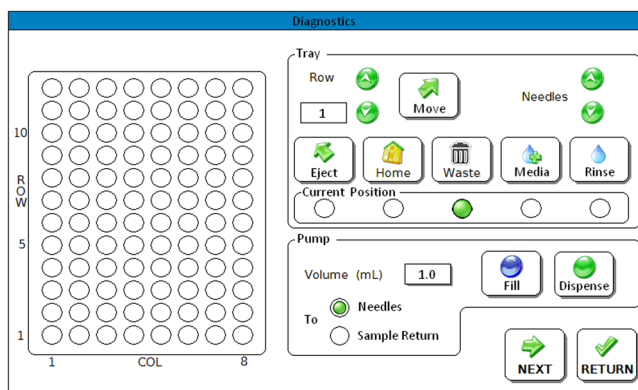 Diagnostics
Tray
Row
1
Move
Needles
Eject
Home
Waste
Media
Rinse
Current Position
10
ROW
5
1
1
COL
8
Pump
Volume (mL)
1.0
Fill
Dispense
To
Needles
Sample Return
NEXT
RETURN